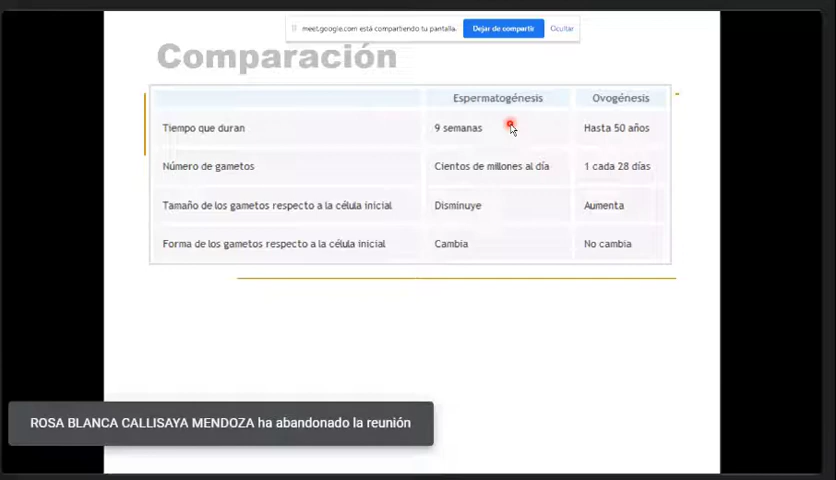 meet.google.com está compartiendo tu pantalla. Dejar de compartir Ocultar
Comparación
Espermatogénesis Ovogénesis
Tiempo que duran 9 semanas Hasta 50 años
Número de gametos Cientos de millones al día 1 cada 28 días
Tamaño de los gametos respecto a la célula inicial Disminuye Aumenta
Forma de los gametos respecto a la célula inicial Cambia No cambia
ROSA BLANCA CALLISAYA MENDOZA ha abandonado la reunión